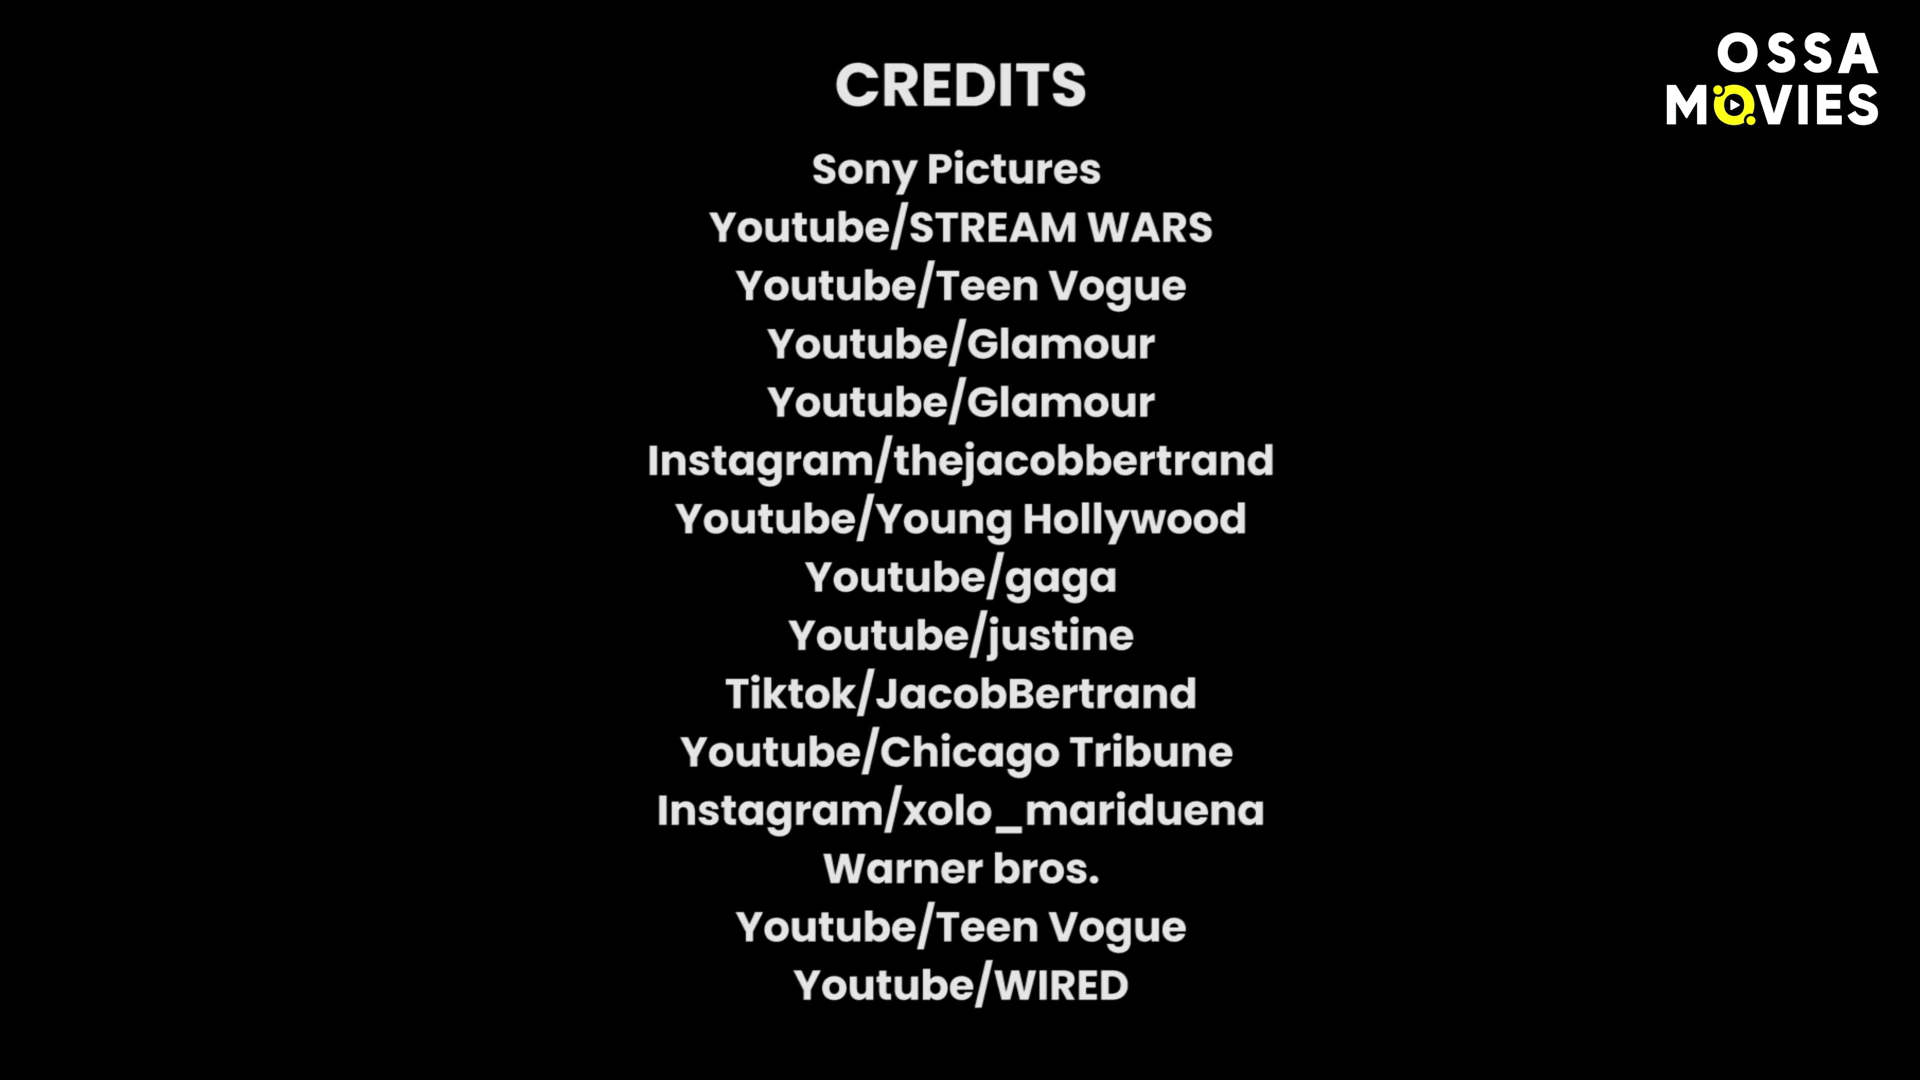 OSSA
MOVIES
CREDITS
Sony Pictures
Youtube/STREAM WARS
Youtube/Teen Vogue
Youtube/Glamour
Youtube/Glamour
Instagram/thejacobbertrand
Youtube/Young Hollywood
Youtube/gaga
Youtube/justine
Tiktok/JacobBertrand
Youtube/Chicago Tribune
Instagram/xolo_mariduena
Warner bros.
Youtube/Teen Vogue
Youtube/WIRED